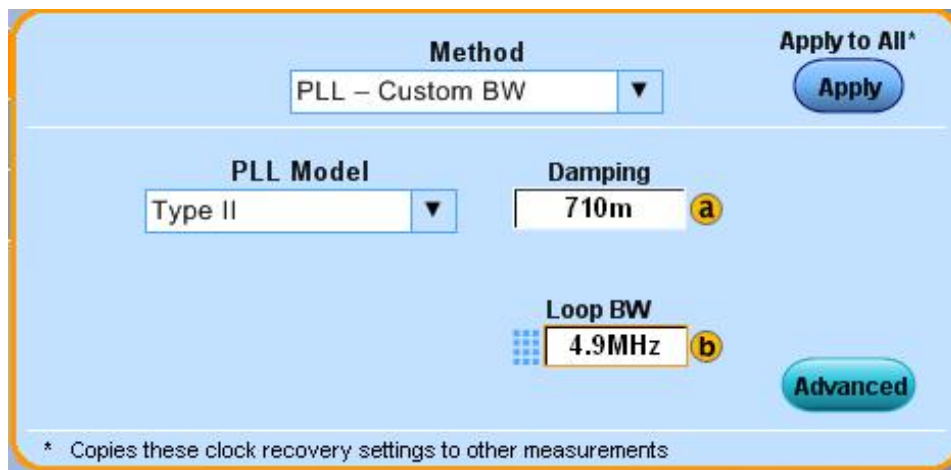 Method
Apply to All*
PLL – Custom BW ▼
Apply
PLL Model
Damping
Type II ▼
710m
a
Loop BW
4.9MHz
b
Advanced
* Copies these clock recovery settings to other measurements